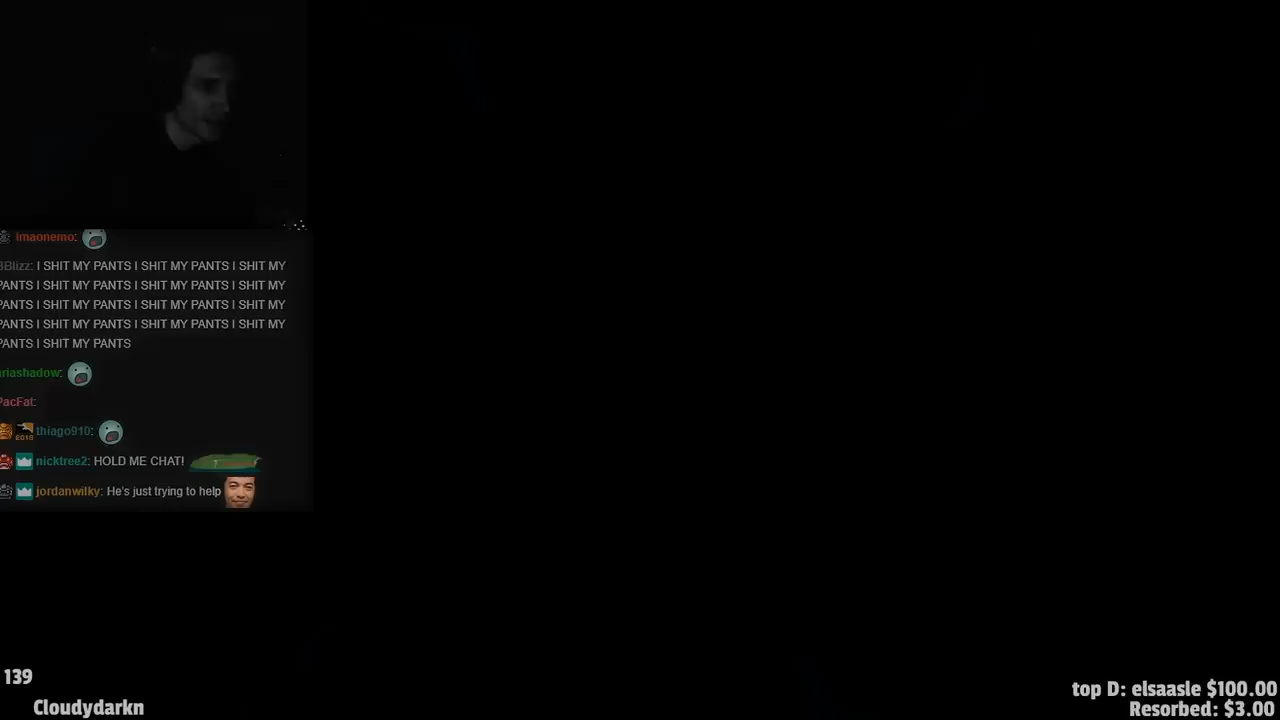 lmaonemo:
BBlizz: I SHIT MY PANTS I SHIT MY PANTS I SHIT MY
PANTS I SHIT MY PANTS I SHIT MY PANTS I SHIT MY
PANTS I SHIT MY PANTS I SHIT MY PANTS I SHIT MY
PANTS I SHIT MY PANTS I SHIT MY PANTS I SHIT MY
PANTS I SHIT MY PANTS
riashadow:
PacFat:
2018 thiago910:
nicktree2: HOLD ME CHAT!
jordanwilky: He's just trying to help
139
Cloudydarkn
top D: elsaasle $100.00
Resorbed: $3.00